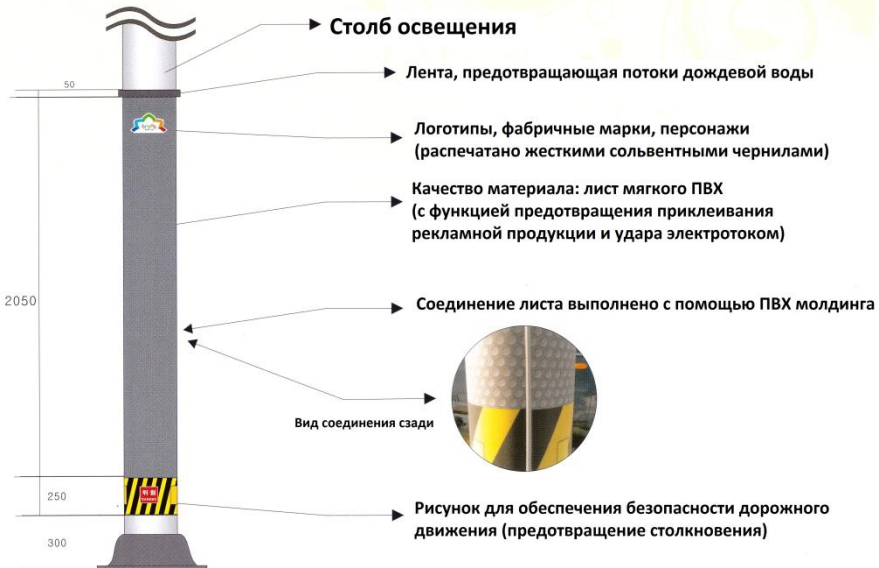 Столб освещения
50
Лента, предотвращающая потоки дождевой воды
Логотипы, фабричные марки, персонажи
(распечатано жесткими сольвентными чернилами)
Качество материала: лист мягкого ПВХ
(с функцией предотвращения приклеивания
рекламной продукции и удара электротоком)
2050
Соединение листа выполнено с помощью ПВХ молдинга
Вид соединения сзади
250
위험
Рисунок для обеспечения безопасности дорожного
движения (предотвращение столкновения)
300